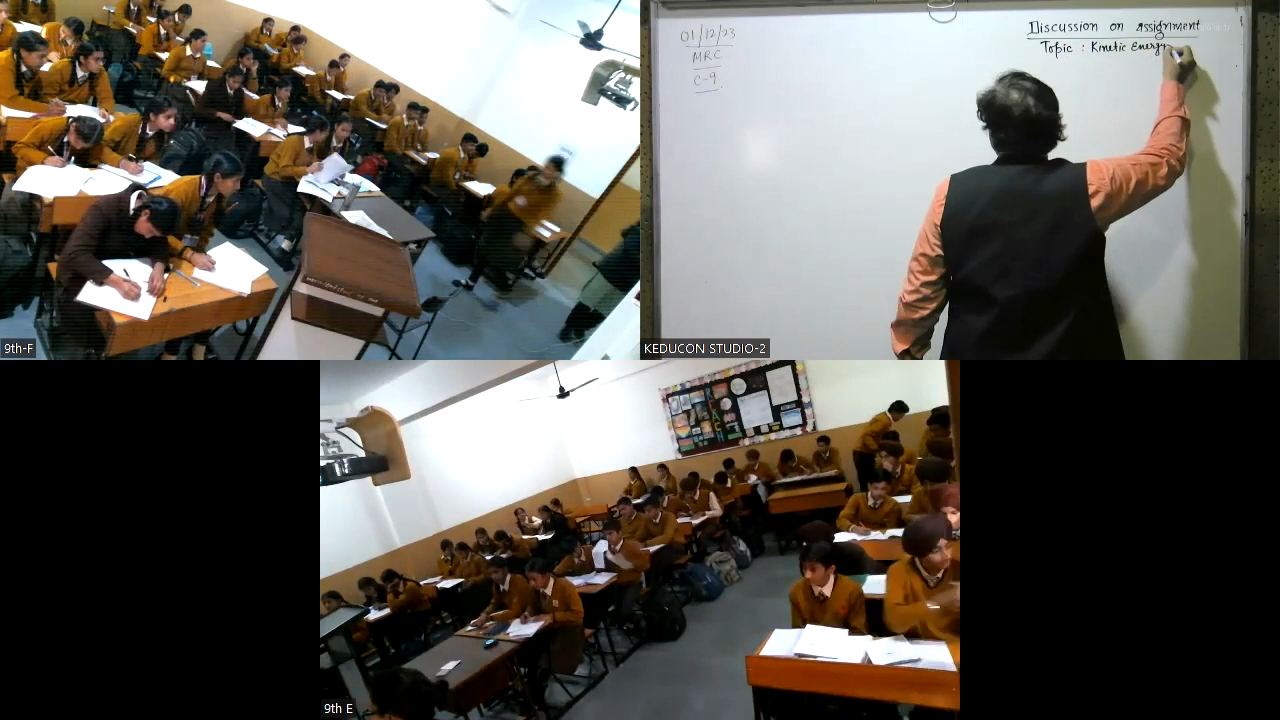 01/12/23
MRC
C-9
Discussion on assignment
Topic : Kinetic Energy
9th-F
KEDUCON STUDIO-2
9th E